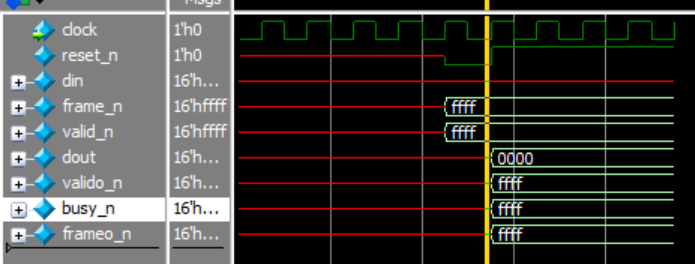 Msgs
clock 1'h0
reset_n 1'h0
din 16'h...
frame_n 16'hffff ffff
valid_n 16'hffff ffff
dout 16'h... 0000
valido_n 16'h... ffff
busy_n 16'h... ffff
frameo_n 16'h... ffff